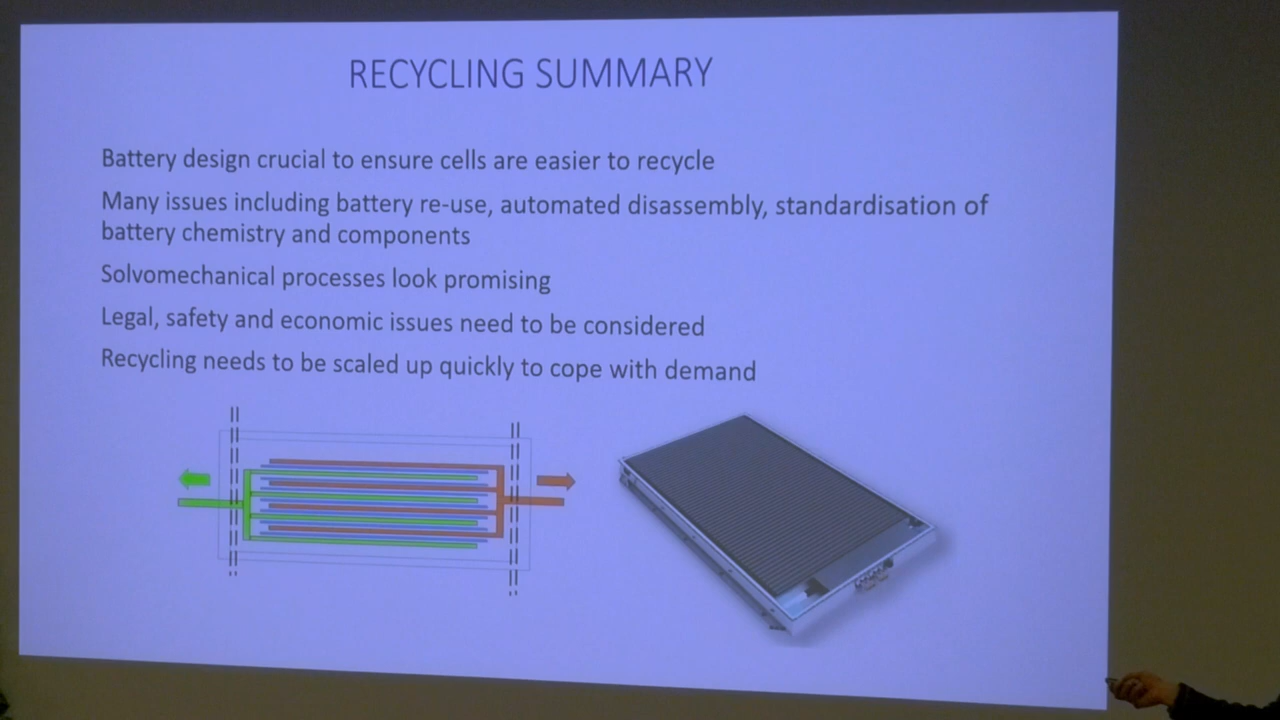 RECYCLING SUMMARY
Battery design crucial to ensure cells are easier to recycle
Many issues including battery re-use, automated disassembly, standardisation of
battery chemistry and components
Solvomechanical processes look promising
Legal, safety and economic issues need to be considered
Recycling needs to be scaled up quickly to cope with demand